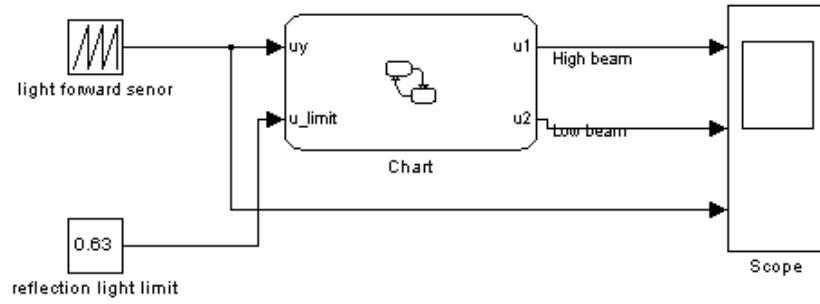 uy
u1
High beam
light forward senor
u_limit
u2
Low beam
Chart
0.63
Scope
reflection light limit